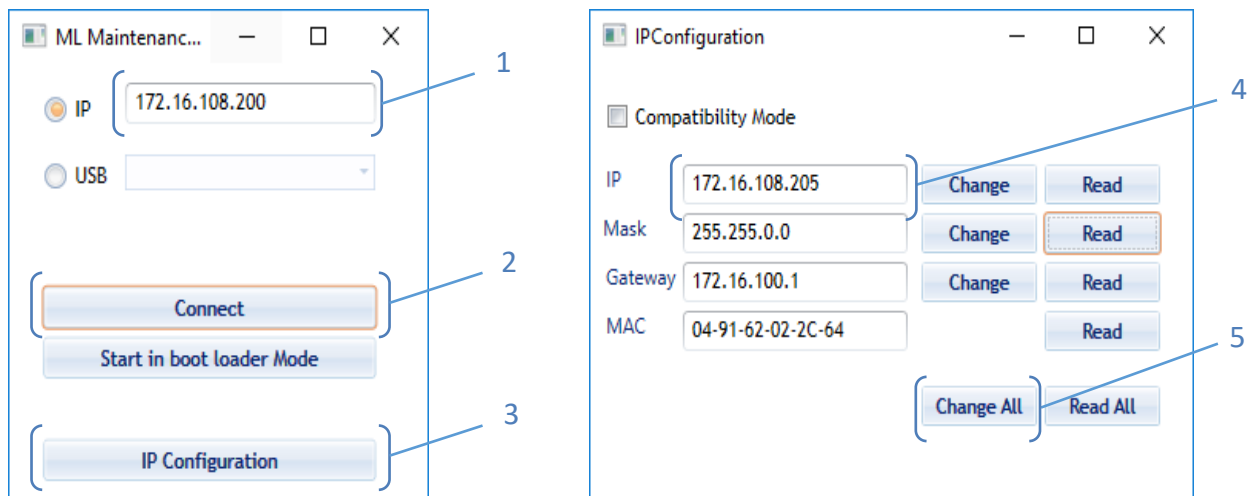 ML Maintenanc...
1
IP 172.16.108.200
USB
2
Connect
Start in boot loader Mode
3
IP Configuration
IPConfiguration
4
Compatibility Mode
IP 172.16.108.205 Change Read
Mask 255.255.0.0 Change Read
Gateway 172.16.100.1 Change Read
MAC 04-91-62-02-2C-64 Read
5
Change All Read All